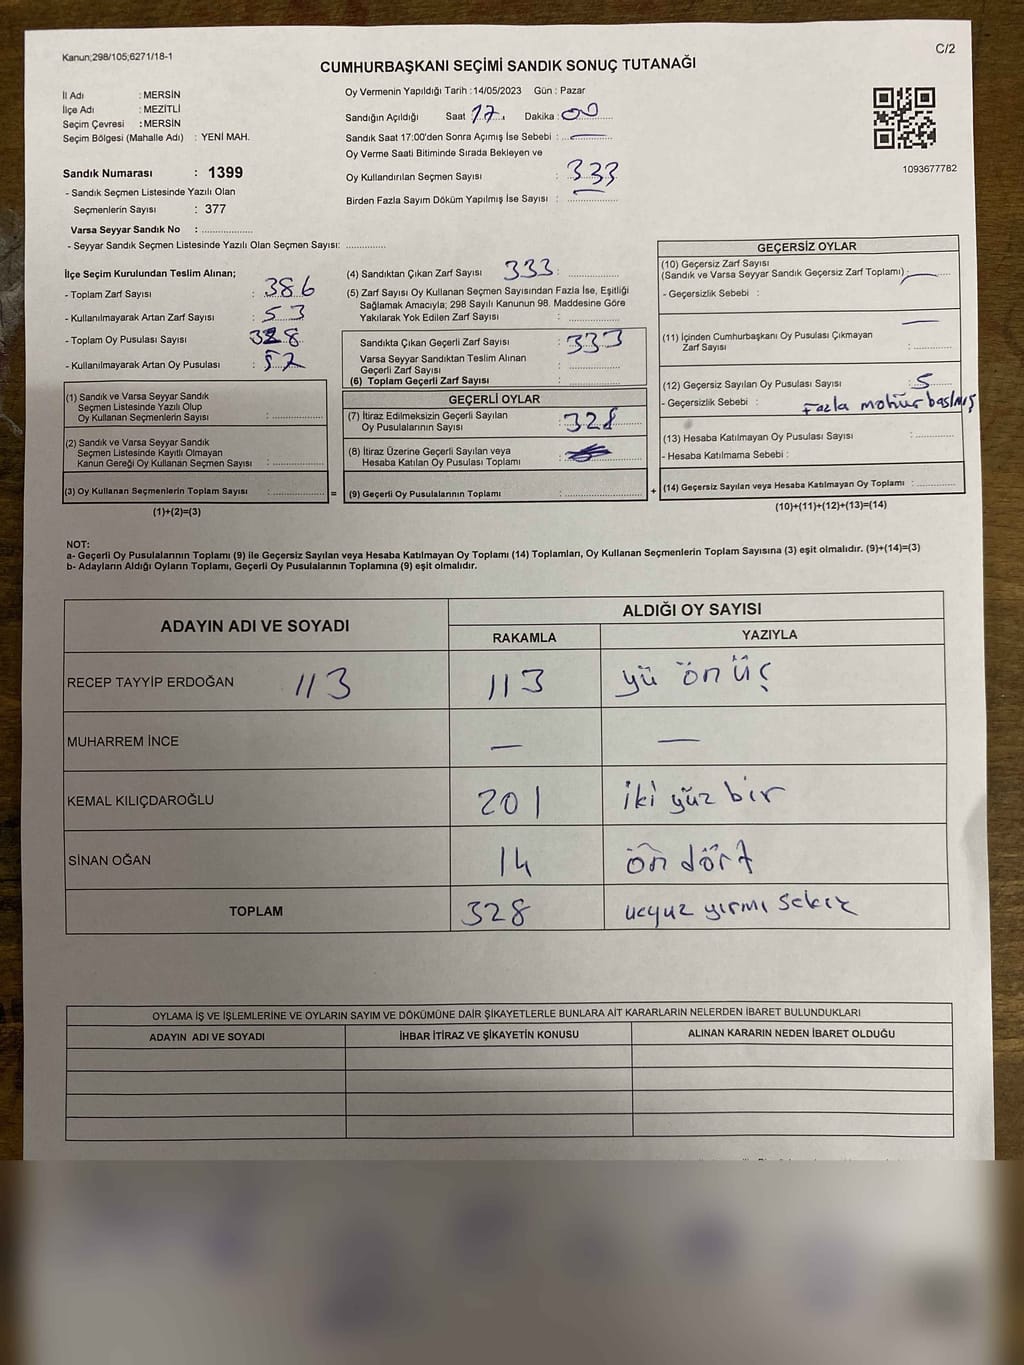 Kanun;298/105;6271/18-1
C/2
CUMHURBAŞKANI SEÇİMİ SANDIK SONUÇ TUTANAĞI
İl Adı : MERSİN
İlçe Adı : MEZİTLİ
Seçim Çevresi : MERSİN
Seçim Bölgesi (Mahalle Adı) : YENİ MAH.
Sandık Numarası : 1399
- Sandık Seçmen Listesinde Yazılı Olan
Seçmenlerin Sayısı : 377
Varsa Seyyar Sandık No : ..................
- Seyyar Sandık Seçmen Listesinde Yazılı Olan Seçmen Sayısı: ..............
Oy Vermenin Yapıldığı Tarih :14/05/2023 Gün : Pazar
Sandığın Açıldığı Saat 17 Dakika : 00
Sandık Saat 17:00'den Sonra Açımış İse Sebebi : —
Oy Verme Saati Bitiminde Sırada Bekleyen ve
Oy Kullandırılan Seçmen Sayısı : 333
Birden Fazla Sayım Döküm Yapılmış İse Sayısı : —
1093677782
İlçe Seçim Kurulundan Teslim Alınan;
- Toplam Zarf Sayısı : 386
- Kullanılmayarak Artan Zarf Sayısı : 53
- Toplam Oy Pusulası Sayısı
- Kullanılmayarak Artan Oy Pusulası : 52
(1) Sandık ve Varsa Seyyar Sandık
Seçmen Listesinde Yazılı Olup
Oy Kullanan Seçmenlerin Sayısı :
(2) Sandık ve Varsa Seyyar Sandık
Seçmen Listesinde Kayıtlı Olmayan
Kanun Gereği Oy Kullanan Seçmen Sayısı :
(3) Oy Kullanan Seçmenlerin Toplam Sayısı : =
(1)+(2)=(3)
(4) Sandıktan Çıkan Zarf Sayısı 333 :
(5) Zarf Sayısı Oy Kullanan Seçmen Sayısından Fazla İse, Eşitliği
Sağlamak Amacıyla; 298 Sayılı Kanunun 98. Maddesine Göre
Yakılarak Yok Edilen Zarf Sayısı :
Sandıkta Çıkan Geçerli Zarf Sayısı : 333
Varsa Seyyar Sandıktan Teslim Alınan
Geçerli Zarf Sayısı :
(6) Toplam Geçerli Zarf Sayısı :
GEÇERLİ OYLAR
(7) İtiraz Edilmeksizin Geçerli Sayılan
Oy Pusulalarının Sayısı : 328
(8) İtiraz Üzerine Geçerli Sayılan veya
Hesaba Katılan Oy Pusulası Toplamı :
(9) Geçerli Oy Pusulalarının Toplamı : +
GEÇERSİZ OYLAR
(10) Geçersiz Zarf Sayısı
(Sandık ve Varsa Seyyar Sandık Geçersiz Zarf Toplamı) : —
- Geçersizlik Sebebi :
(11) İçinden Cumhurbaşkanı Oy Pusulası Çıkmayan —
Zarf Sayısı :
(12) Geçersiz Sayılan Oy Pusulası Sayısı : 5
- Geçersizlik Sebebi : Fazla mohür basılmış
(13) Hesaba Katılmayan Oy Pusulası Sayısı :
- Hesaba Katılmama Sebebi :
(14) Geçersiz Sayılan veya Hesaba Katılmayan Oy Toplamı :
(10)+(11)+(12)+(13)=(14)
NOT:
a- Geçerli Oy Pusulalarının Toplamı (9) ile Geçersiz Sayılan veya Hesaba Katılmayan Oy Toplamı (14) Toplamları, Oy Kullanan Seçmenlerin Toplam Sayısına (3) eşit olmalıdır. (9)+(14)=(3)
b- Adayların Aldığı Oyların Toplamı, Geçerli Oy Pusulalarının Toplamına (9) eşit olmalıdır.
ADAYIN ADI VE SOYADI
ALDIĞI OY SAYISI
RAKAMLA YAZIYLA
RECEP TAYYİP ERDOĞAN 113 113 yü ön üç
MUHARREM İNCE — —
KEMAL KILIÇDAROĞLU 201 iki yüz bir
SİNAN OĞAN 14 ön dört
TOPLAM 328 ucyuz yırmı sekız
OYLAMA İŞ VE İŞLEMLERİNE VE OYLARIN SAYIM VE DÖKÜMÜNE DAİR ŞİKAYETLERLE BUNLARA AİT KARARLARIN NELERDEN İBARET BULUNDUKLARI
ADAYIN ADI VE SOYADI İHBAR İTİRAZ VE ŞİKAYETİN KONUSU ALINAN KARARIN NEDEN İBARET OLDUĞU